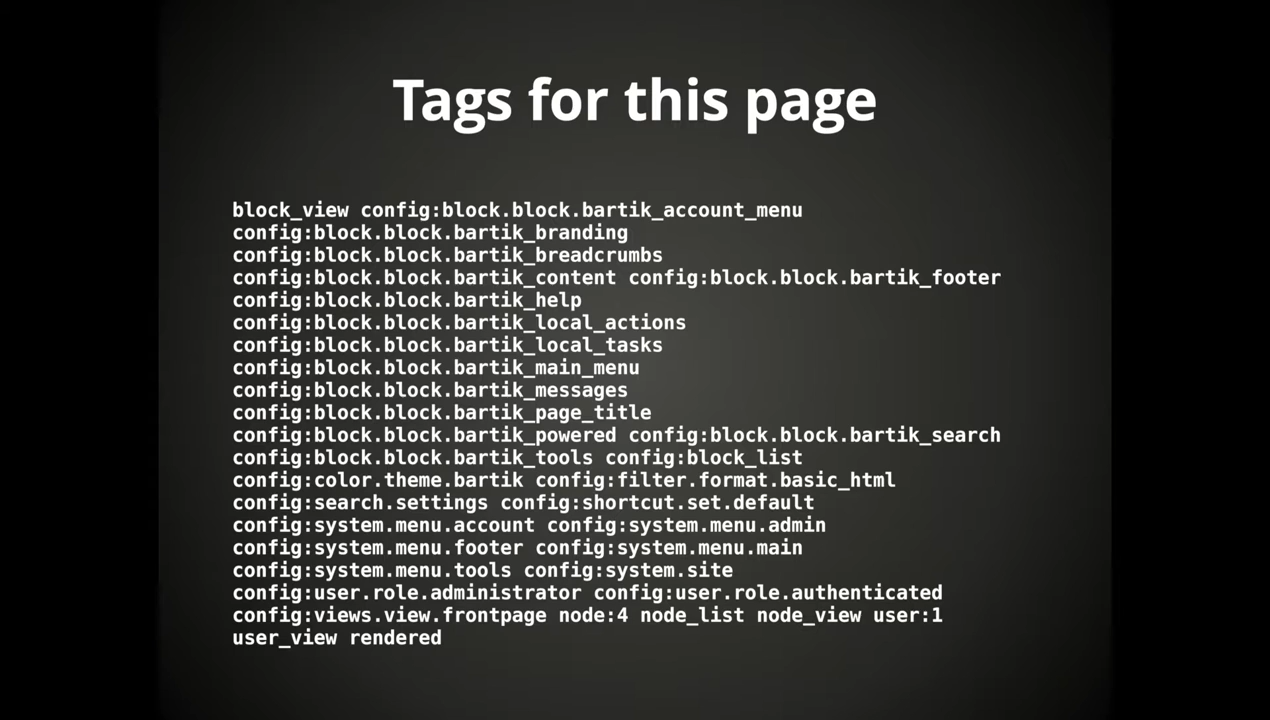 Tags for this page
block_view config:block.block.bartik_account_menu
config:block.block.bartik_branding
config:block.block.bartik_breadcrumbs
config:block.block.bartik_content config:block.block.bartik_footer
config:block.block.bartik_help
config:block.block.bartik_local_actions
config:block.block.bartik_local_tasks
config:block.block.bartik_main_menu
config:block.block.bartik_messages
config:block.block.bartik_page_title
config:block.block.bartik_powered config:block.block.bartik_search
config:block.block.bartik_tools config:block_list
config:color.theme.bartik config:filter.format.basic_html
config:search.settings config:shortcut.set.default
config:system.menu.account config:system.menu.admin
config:system.menu.footer config:system.menu.main
config:system.menu.tools config:system.site
config:user.role.administrator config:user.role.authenticated
config:views.view.frontpage node:4 node_list node_view user:1
user_view rendered